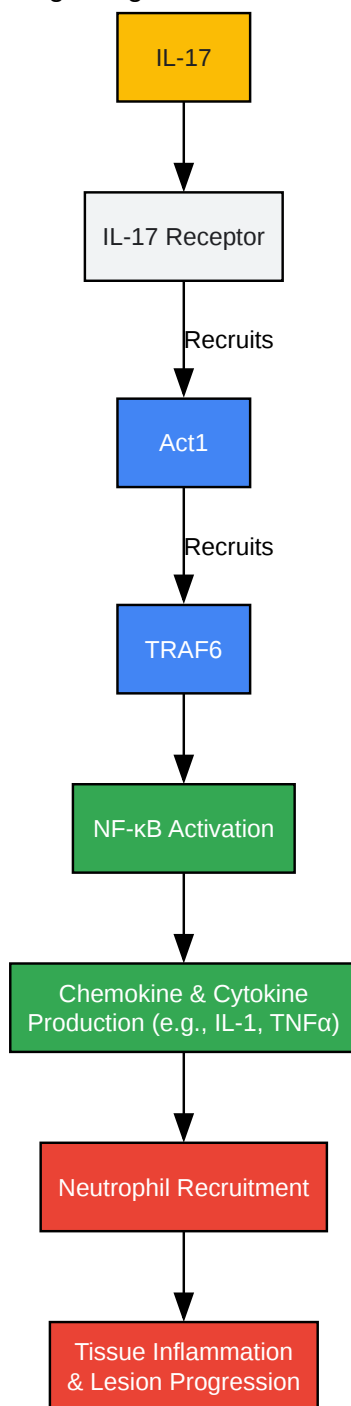 IL-17
IL-17 Receptor
Recruits
Act1
Recruits
TRAF6
NF-κB Activation
Chemokine & Cytokine
Production (e.g., IL-1, TNFα)
Neutrophil Recruitment
Tissue Inflammation
& Lesion Progression